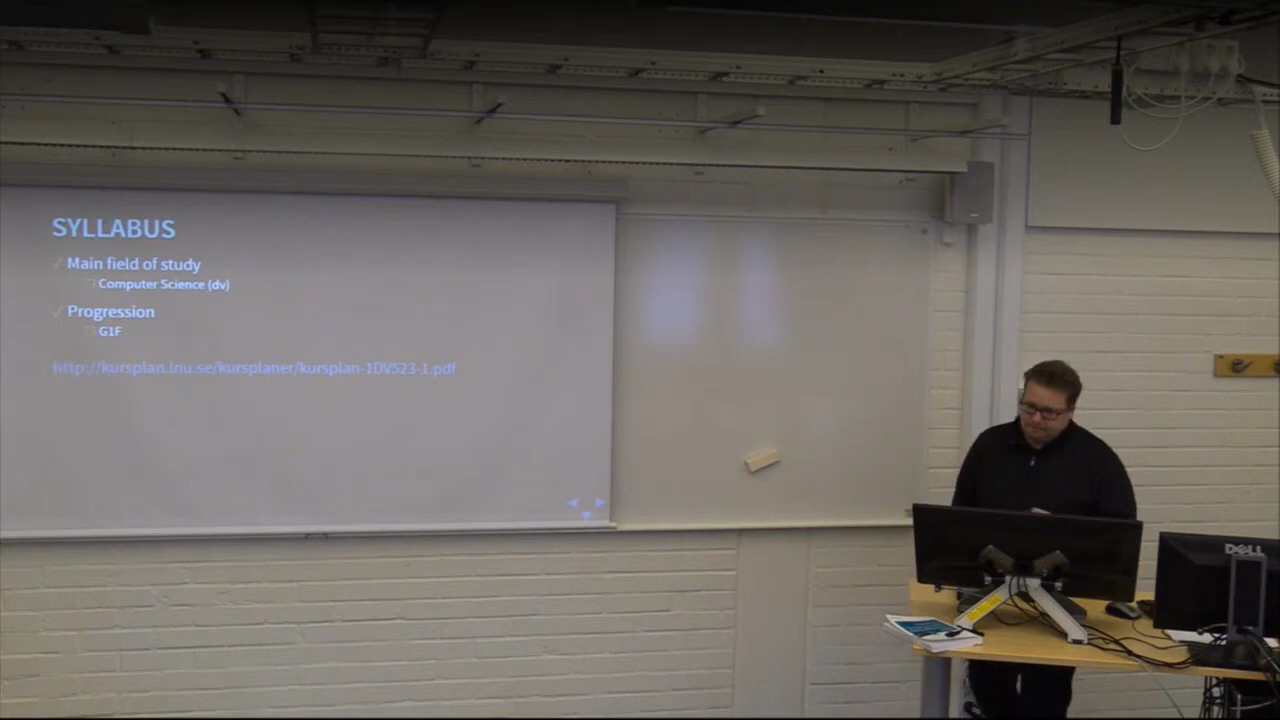 SYLLABUS
Main field of study
Computer Science (dv)
Progression
G1F
http://kursplan.lnu.se/kursplaner/kursplan-1DV523-1.pdf
DELL